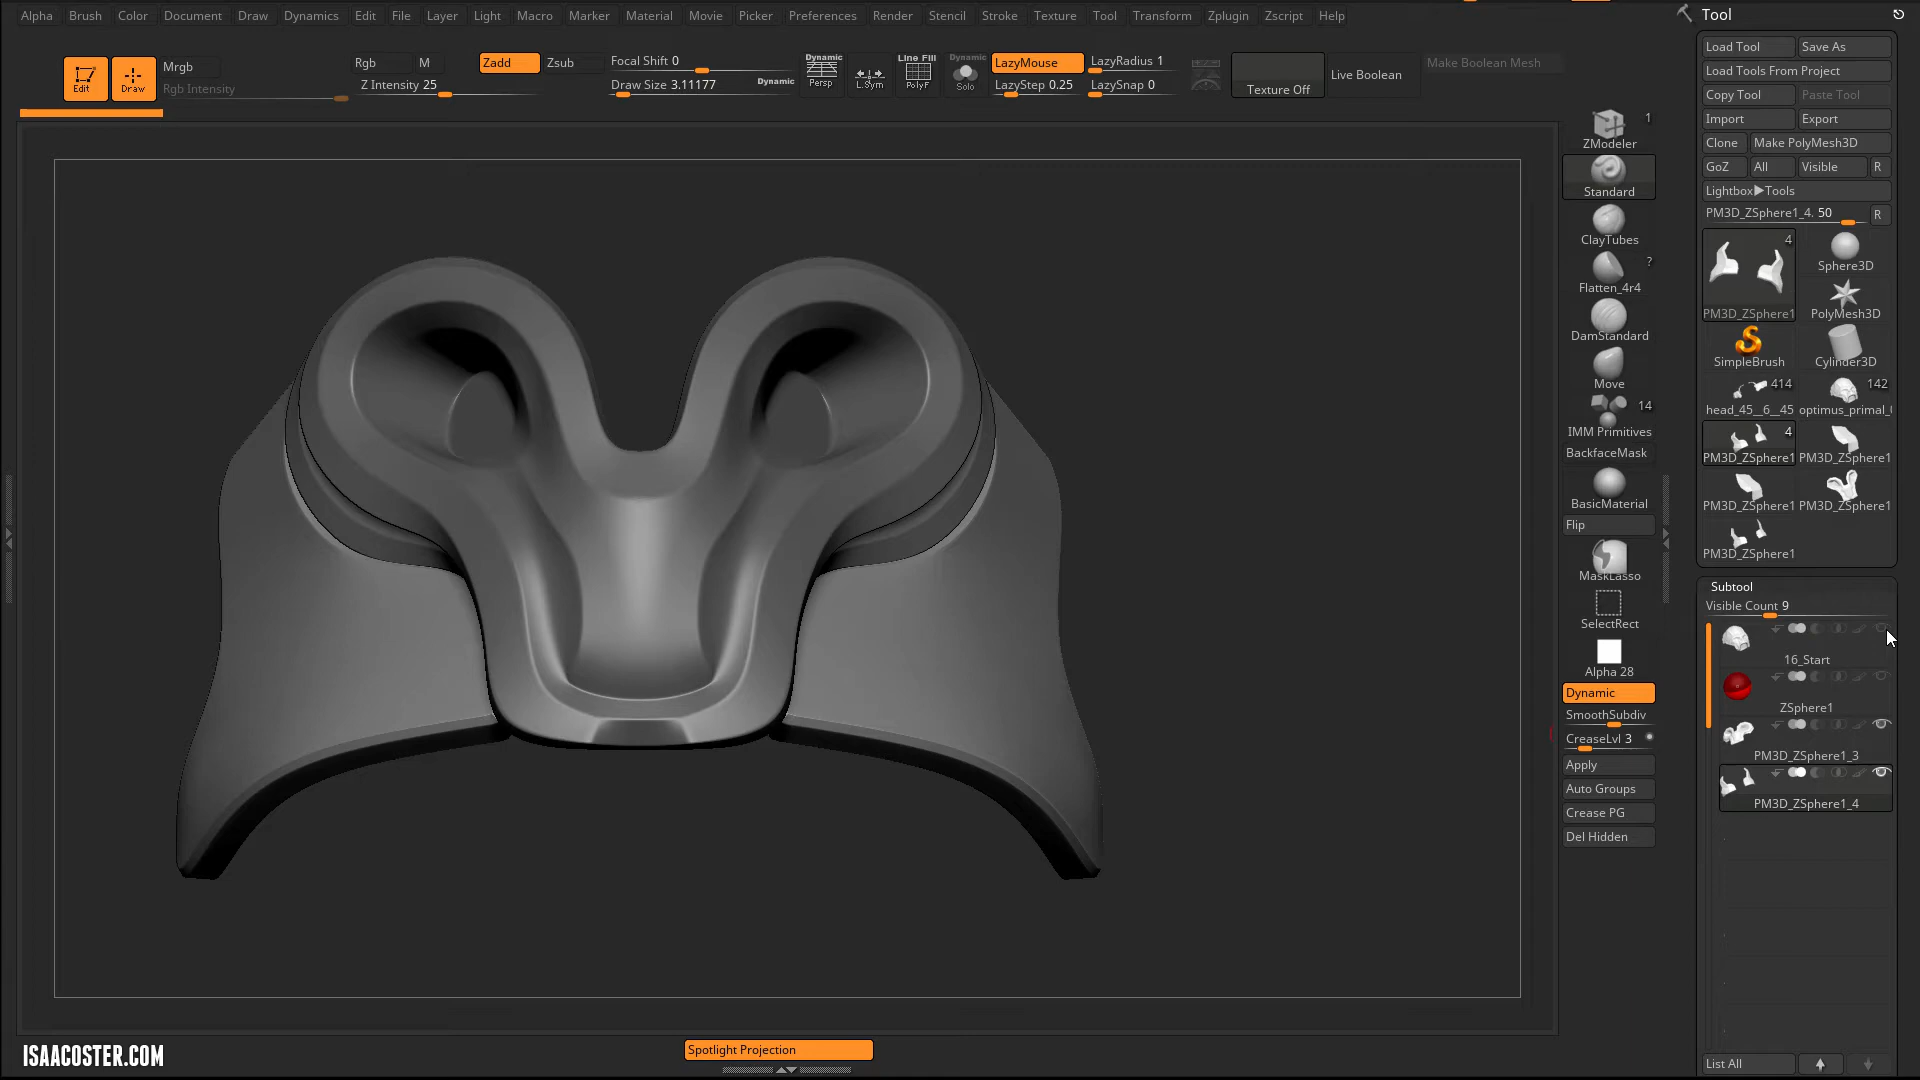 Alpha Brush Color Document Draw Dynamics Edit File Layer Light Macro Marker Material Movie Picker Preferences Render Stencil Stroke Texture Tool Transform Zplugin Zscript Help
Tool
Edit
Draw
Mrgb
Rgb Intensity
Rgb M
Z Intensity 25
Zadd Zsub
Focal Shift 0
Draw Size 3.11177
Dynamic
Dynamic
Persp
L.Sym
Line Fill
PolyF
Dynamic
Solo
LazyMouse LazyRadius 1
LazyStep 0.25 LazySnap 0
Texture Off
Live Boolean
Make Boolean Mesh
1
ZModeler
Standard
ClayTubes
?
Flatten_4r4
DamStandard
Move
14
IMM Primitives
BackfaceMask
BasicMaterial
Flip
MaskLasso
SelectRect
Alpha 28
Dynamic
SmoothSubdiv
CreaseLvl 3
Apply
Auto Groups
Crease PG
Del Hidden
Load Tool Save As
Load Tools From Project
Copy Tool Paste Tool
Import Export
Clone Make PolyMesh3D
GoZ All Visible R
Lightbox▶Tools
PM3D_ZSphere1_4. 50 R
4
Sphere3D
PM3D_ZSphere1 PolyMesh3D
SimpleBrush Cylinder3D
414 142
head_45__6__45 optimus_primal_
4
PM3D_ZSphere1 PM3D_ZSphere1
PM3D_ZSphere1 PM3D_ZSphere1
PM3D_ZSphere1
Subtool
Visible Count 9
16_Start
ZSphere1
PM3D_ZSphere1_3
PM3D_ZSphere1_4
List All
Spotlight Projection
ISAACOSTER.COM